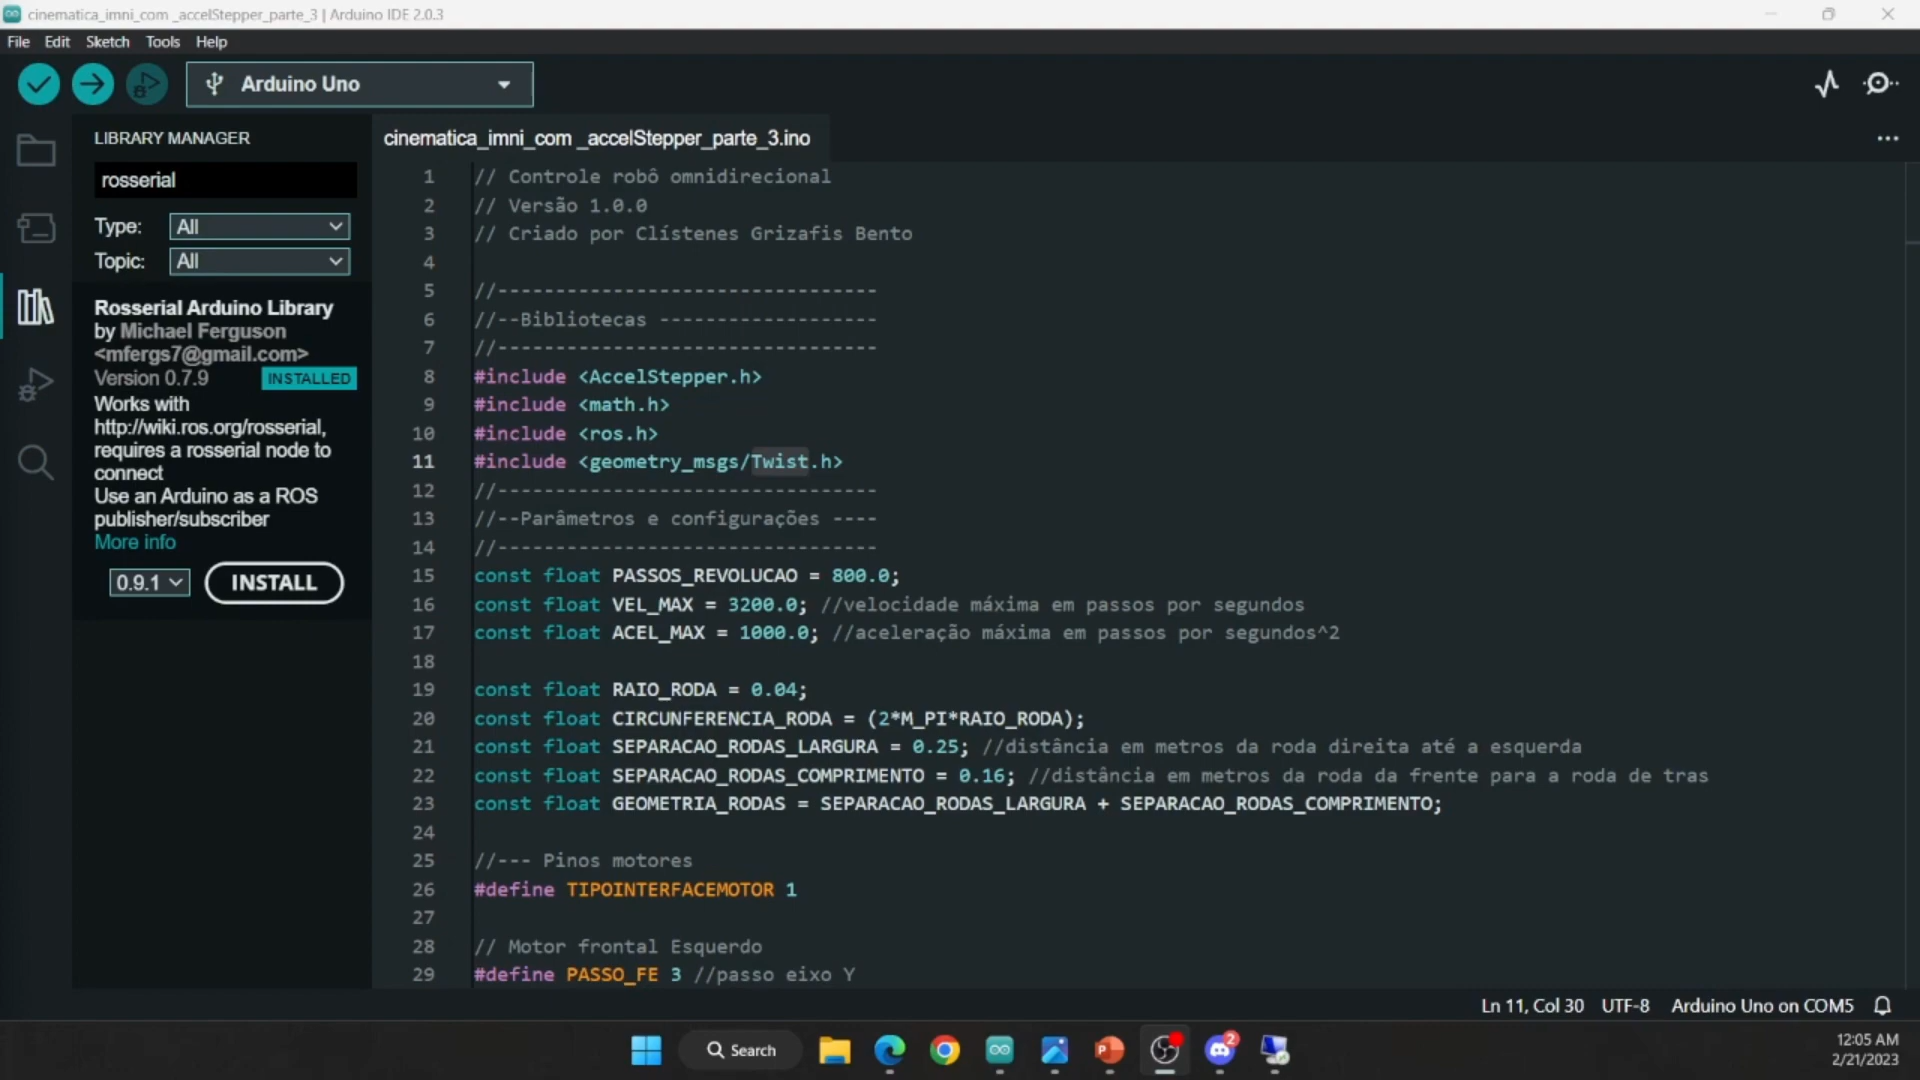 cinematica_imni_com _accelStepper_parte_3 | Arduino IDE 2.0.3
File Edit Sketch Tools Help
Arduino Uno
LIBRARY MANAGER
rosserial
Type: All
Topic: All
Rosserial Arduino Library
by Michael Ferguson
<mfergs7@gmail.com>
Version 0.7.9 INSTALLED
Works with
http://wiki.ros.org/rosserial,
requires a rosserial node to
connect
Use an Arduino as a ROS
publisher/subscriber
More info
0.9.1 INSTALL
cinematica_imni_com _accelStepper_parte_3.ino
1 // Controle robô omnidirecional
2 // Versão 1.0.0
3 // Criado por Clístenes Grizafis Bento
4
5 //---------------------------------
6 //--Bibliotecas -------------------
7 //---------------------------------
8 #include <AccelStepper.h>
9 #include <math.h>
10 #include <ros.h>
11 #include <geometry_msgs/Twist.h>
12 //---------------------------------
13 //--Parâmetros e configurações ----
14 //---------------------------------
15 const float PASSOS_REVOLUCAO = 800.0;
16 const float VEL_MAX = 3200.0; //velocidade máxima em passos por segundos
17 const float ACEL_MAX = 1000.0; //aceleração máxima em passos por segundos^2
18
19 const float RAIO_RODA = 0.04;
20 const float CIRCUNFERENCIA_RODA = (2*M_PI*RAIO_RODA);
21 const float SEPARACAO_RODAS_LARGURA = 0.25; //distância em metros da roda direita até a esquerda
22 const float SEPARACAO_RODAS_COMPRIMENTO = 0.16; //distância em metros da roda da frente para a roda de tras
23 const float GEOMETRIA_RODAS = SEPARACAO_RODAS_LARGURA + SEPARACAO_RODAS_COMPRIMENTO;
24
25 //--- Pinos motores
26 #define TIPOINTERFACEMOTOR 1
27
28 // Motor frontal Esquerdo
29 #define PASSO_FE 3 //passo eixo Y
Ln 11, Col 30 UTF-8 Arduino Uno on COM5
Search
2
12:05 AM
2/21/2023